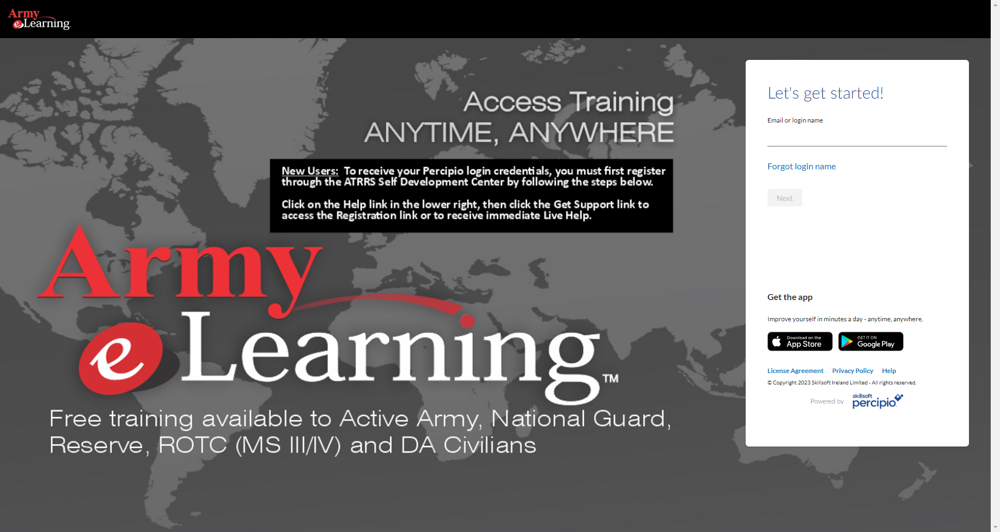 Army
eLearning
Access Training
ANYTIME, ANYWHERE
New Users: To receive your Percipio login credentials, you must first register
through the ATRRS Self Development Center by following the steps below.
Click on the Help link in the lower right, then click the Get Support link to
access the Registration link or to receive immediate Live Help.
Army
eLearning™
Free training available to Active Army, National Guard,
Reserve, ROTC (MS III/IV) and DA Civilians
Let's get started!
Email or login name
Forgot login name
Next
Get the app
Improve yourself in minutes a day - anytime, anywhere.
Download on the
App Store
GET IT ON
Google Play
License Agreement Privacy Policy Help
© Copyright 2023 Skillsoft Ireland Limited - All rights reserved.
Powered by
skillsoft
percipio